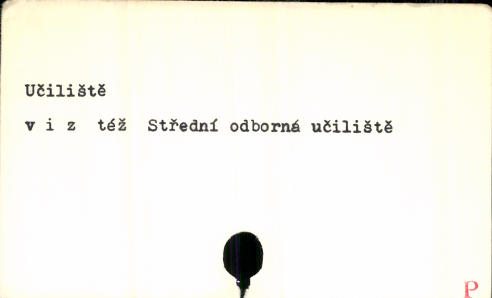 Učiliště
v i z též Střední odborná učiliště
P